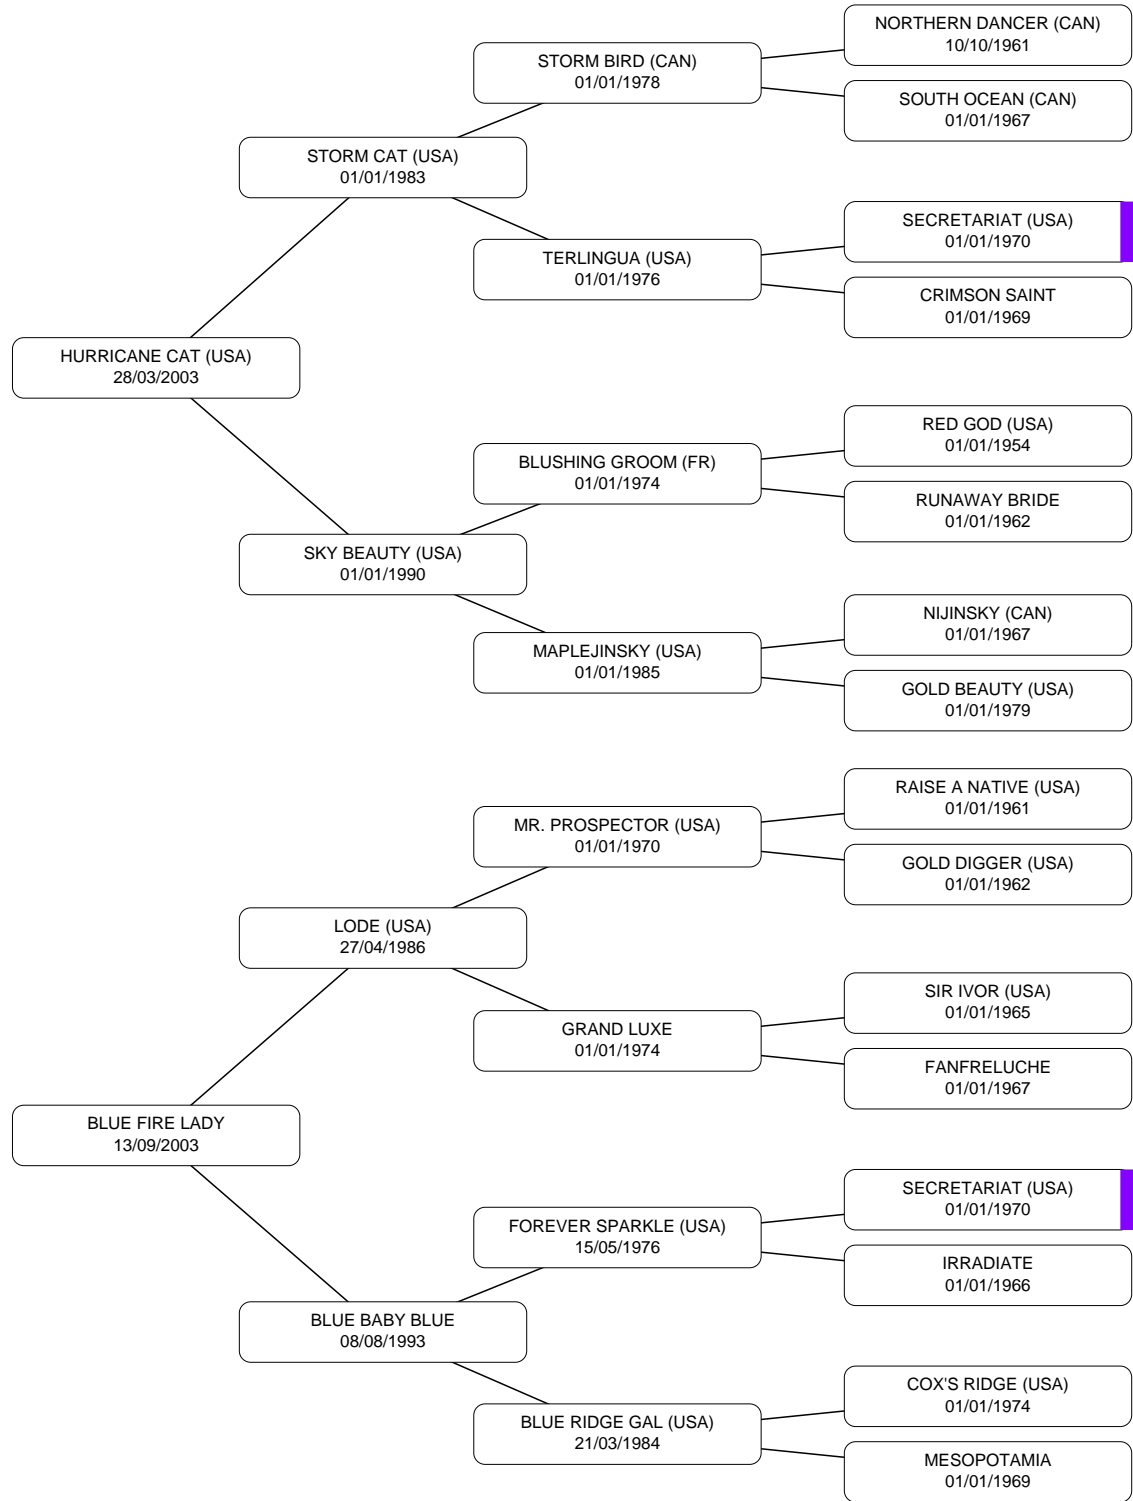 NORTHERN DANCER (CAN)
10/10/1961
STORM BIRD (CAN)
01/01/1978
SOUTH OCEAN (CAN)
01/01/1967
STORM CAT (USA)
01/01/1983
SECRETARIAT (USA)
01/01/1970
TERLINGUA (USA)
01/01/1976
CRIMSON SAINT
01/01/1969
HURRICANE CAT (USA)
28/03/2003
RED GOD (USA)
01/01/1954
BLUSHING GROOM (FR)
01/01/1974
RUNAWAY BRIDE
01/01/1962
SKY BEAUTY (USA)
01/01/1990
NIJINSKY (CAN)
01/01/1967
MAPLEJINSKY (USA)
01/01/1985
GOLD BEAUTY (USA)
01/01/1979
RAISE A NATIVE (USA)
01/01/1961
MR. PROSPECTOR (USA)
01/01/1970
GOLD DIGGER (USA)
01/01/1962
LODE (USA)
27/04/1986
SIR IVOR (USA)
01/01/1965
GRAND LUXE
01/01/1974
FANFRELUCHE
01/01/1967
BLUE FIRE LADY
13/09/2003
SECRETARIAT (USA)
01/01/1970
FOREVER SPARKLE (USA)
15/05/1976
IRRADIATE
01/01/1966
BLUE BABY BLUE
08/08/1993
COX'S RIDGE (USA)
01/01/1974
BLUE RIDGE GAL (USA)
21/03/1984
MESOPOTAMIA
01/01/1969